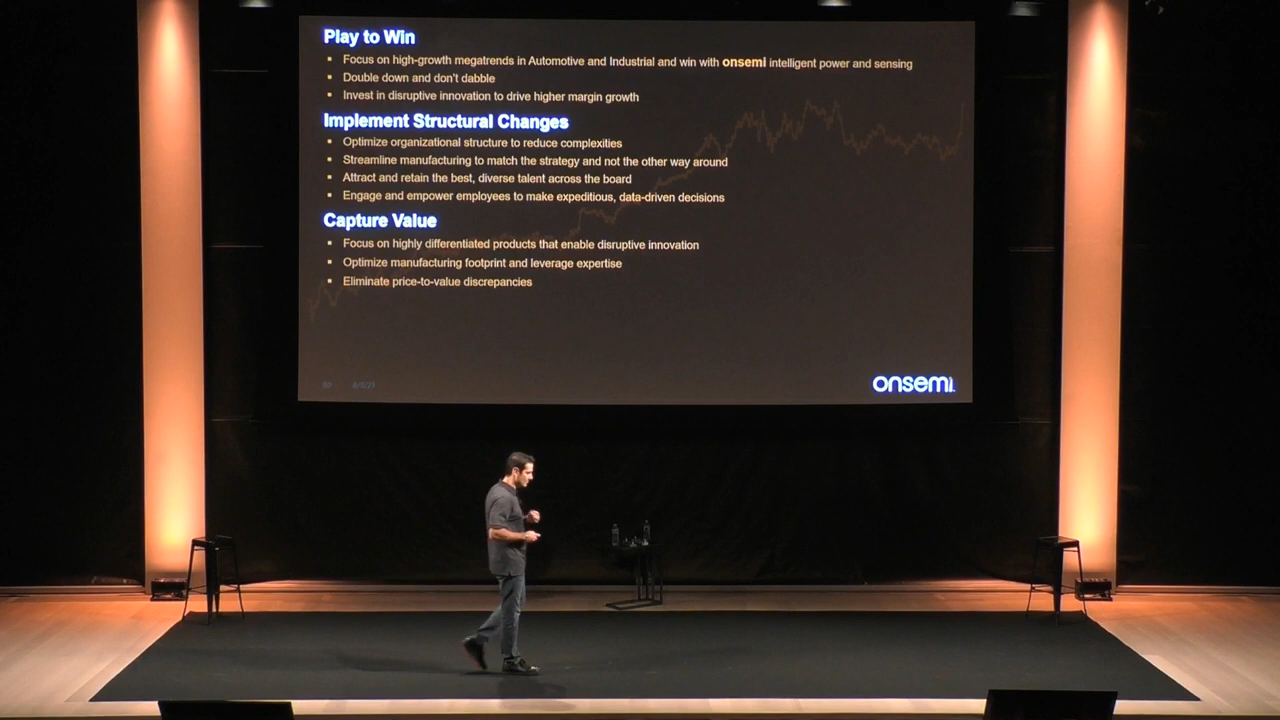 Play to Win
▪ Focus on high-growth megatrends in Automotive and Industrial and win with onsemi intelligent power and sensing
▪ Double down and don't dabble
▪ Invest in disruptive innovation to drive higher margin growth
Implement Structural Changes
▪ Optimize organizational structure to reduce complexities
▪ Streamline manufacturing to match the strategy and not the other way around
▪ Attract and retain the best, diverse talent across the board
▪ Engage and empower employees to make expeditious, data-driven decisions
Capture Value
▪ Focus on highly differentiated products that enable disruptive innovation
▪ Optimize manufacturing footprint and leverage expertise
▪ Eliminate price-to-value discrepancies
onsemi